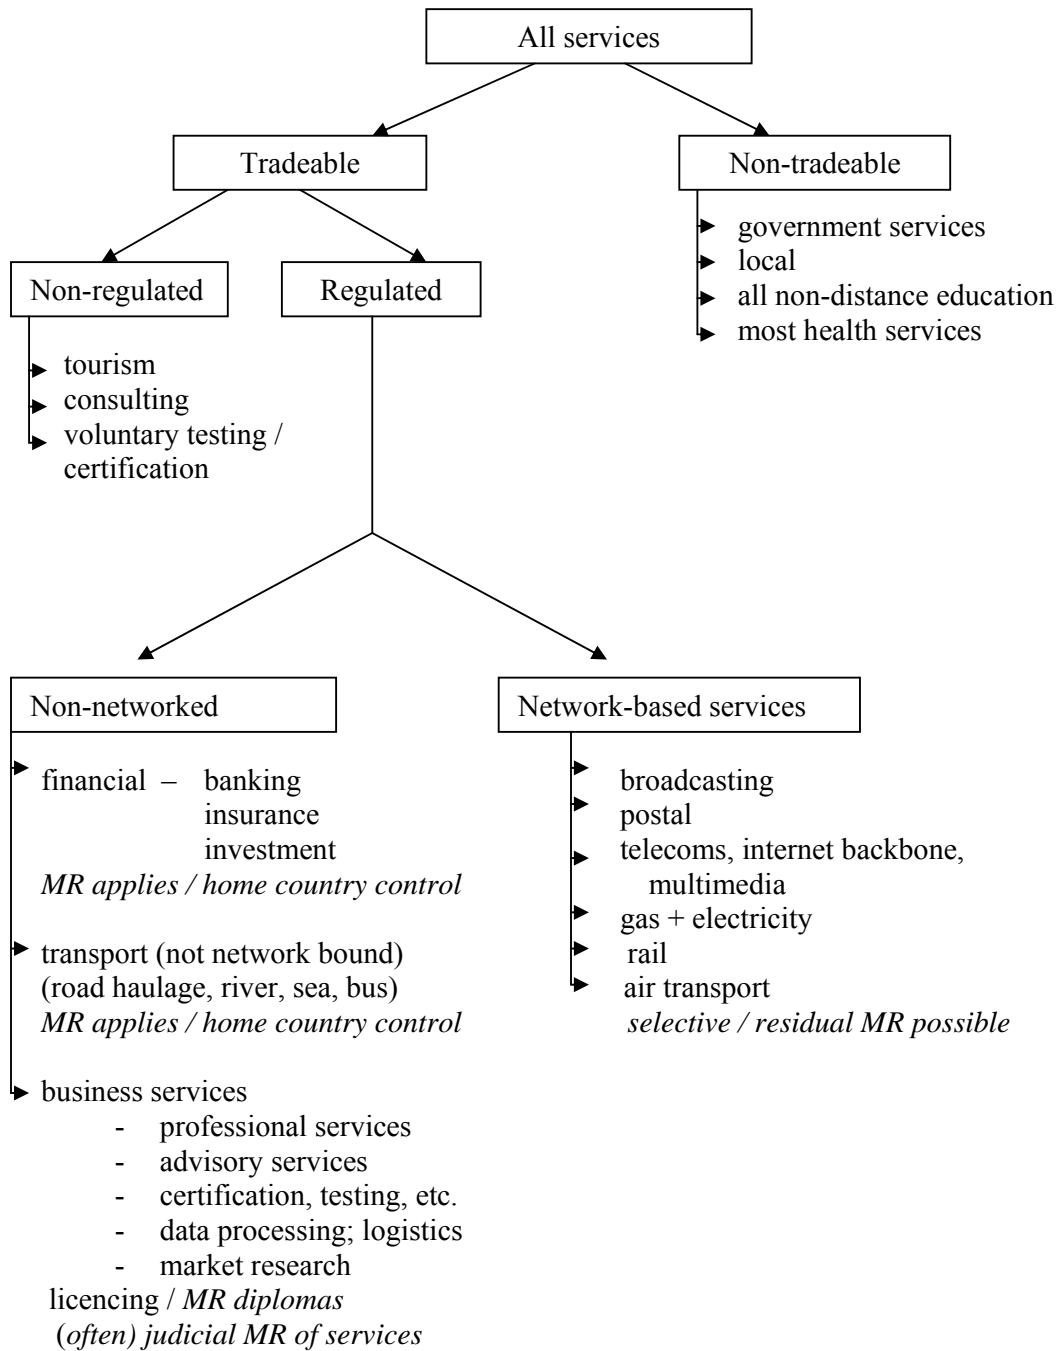 All services
Tradeable
Non-tradeable
government services
local
all non-distance education
most health services
Non-regulated
Regulated
tourism
consulting
voluntary testing /
certification
Non-networked
financial – banking
insurance
investment
MR applies / home country control
transport (not network bound)
(road haulage, river, sea, bus)
MR applies / home country control
business services
- professional services
- advisory services
- certification, testing, etc.
- data processing; logistics
- market research
licencing / MR diplomas
(often) judicial MR of services
Network-based services
broadcasting
postal
telecoms, internet backbone,
multimedia
gas + electricity
rail
air transport
selective / residual MR possible